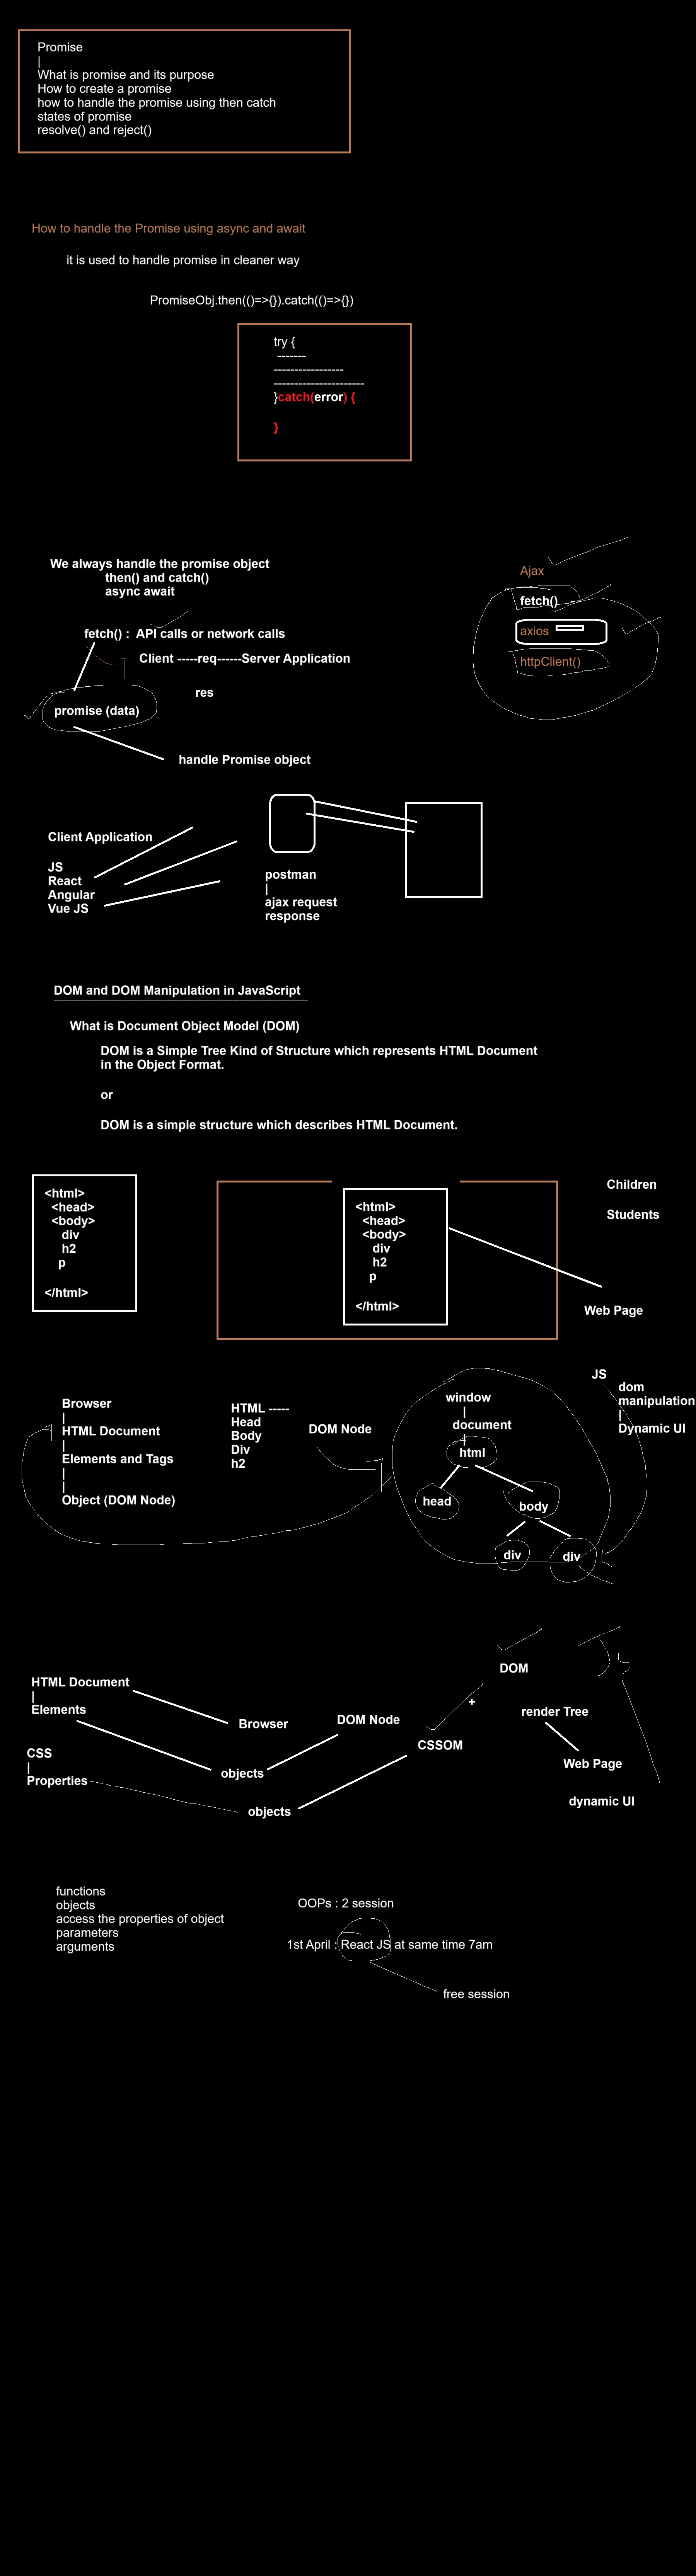 Promise
|
What is promise and its purpose
How to create a promise
how to handle the promise using then catch
states of promise
resolve() and reject()
How to handle the Promise using async and await
it is used to handle promise in cleaner way
PromiseObj.then(()=>{}).catch(()=>{})
try {
-------
-----------------
----------------------
}catch(error) {
}
We always handle the promise object
then() and catch()
async await
Ajax
fetch()
axios
httpClient()
fetch() :  API calls or network calls
Client -----req------Server Application
res
promise (data)
handle Promise object
Client Application
JS
React
Angular
Vue JS
postman
|
ajax request
response
DOM and DOM Manipulation in JavaScript
What is Document Object Model (DOM)
DOM is a Simple Tree Kind of Structure which represents HTML Document
in the Object Format.
or
DOM is a simple structure which describes HTML Document.
<html>
<head>
<body>
div
h2
p
</html>
<html>
<head>
<body>
div
h2
p
</html>
Children
Students
Web Page
Browser
|
HTML Document
|
Elements and Tags
|
|
Object (DOM Node)
HTML -----
Head
Body
Div
h2
DOM Node
window
|
document
|
html
head
body
div
div
JS
dom
manipulation
|
Dynamic UI
HTML Document
|
Elements
CSS
|
Properties
Browser
objects
objects
DOM Node
CSSOM
+
DOM
render Tree
Web Page
dynamic UI
functions
objects
access the properties of object
parameters
arguments
OOPs : 2 session
1st April : React JS at same time 7am
free session